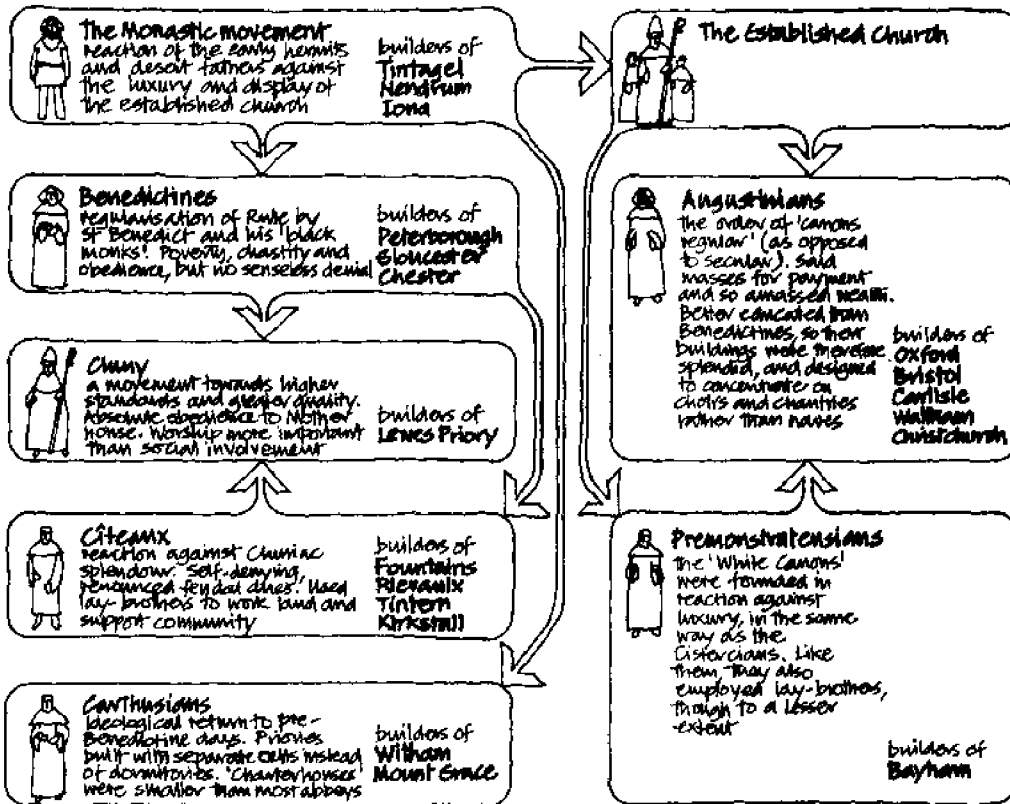 The Monastic movement
reaction of the early hermits
and desert fathers against
the luxury and display of
the established church
builders of
Tintagel
Nendrum
Iona
The Established Church
Benedictines
regularisation of Rule by
St Benedict and his 'black
monks'. Poverty, chastity and
obedience, but no senseless denial
builders of
Peterborough
Gloucester
Chester
Augustinians
the order of 'canons
regular' (as opposed
to secular). Said
masses for payment
and so amassed wealth.
Better educated than
Benedictines, so their
buildings were therefore
splendid, and designed
to concentrate on
choirs and chantries
rather than naves
builders of
Oxford
Bristol
Carlisle
Waltham
Christchurch
Cluny
a movement towards higher
standards and greater quality.
Absolute obedience to Mother
House. Worship more important
than social involvement
builders of
Lewes Priory
Cîteaux
reaction against Cluniac
splendour. Self-denying,
renounced feudal dues. Used
lay-brothers to work land and
support community
builders of
Fountains
Rievaulx
Tintern
Kirkstall
Premonstratensians
the 'White Canons'
were founded in
reaction against
luxury, in the same
way as the
Cistercians. Like
them, they also
employed lay-brothers,
though to a lesser
extent
builders of
Bayham
Carthusians
Ideological return to pre-
Benedictine days. Priories
built with separate cells instead
of dormitories. 'Charterhouses'
were smaller than most abbeys
builders of
Witham
Mount Grace